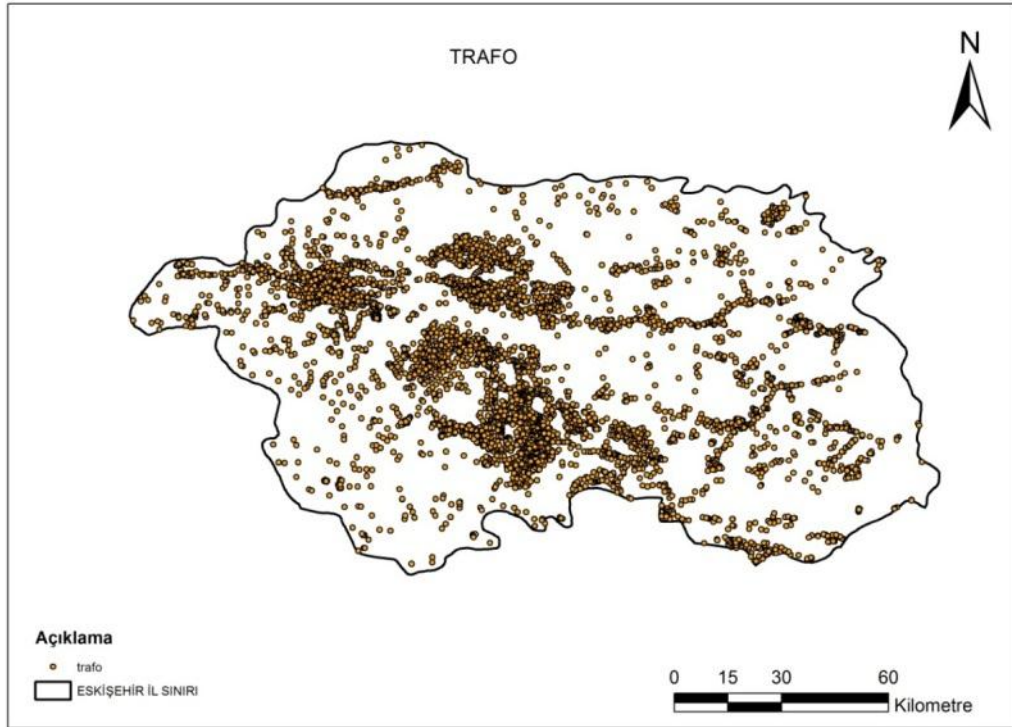 TRAFO
N
Açıklama
trafo
ESKİŞEHİR İL SINIRI
0 15 30 60
Kilometre